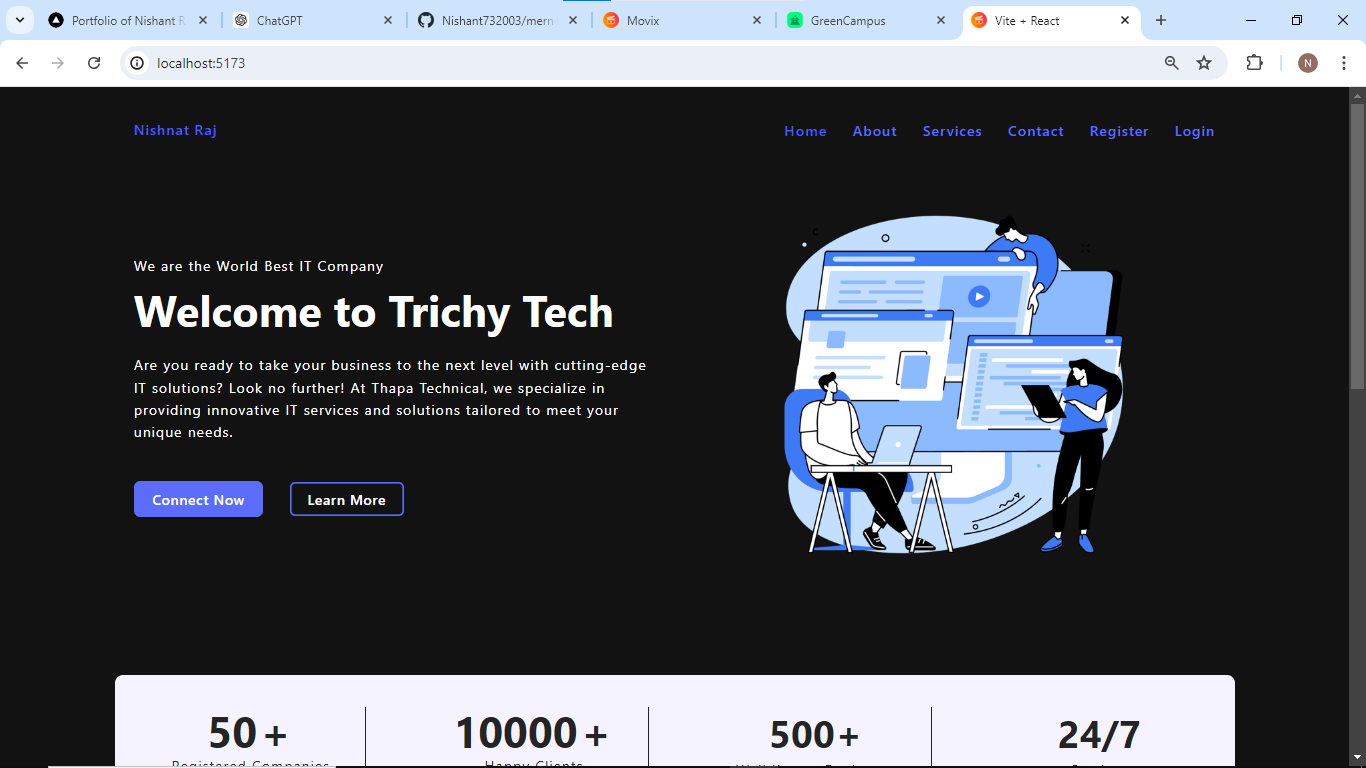 Portfolio of Nishant R
ChatGPT
Nishant732003/mern
Movix
GreenCampus
Vite + React
localhost:5173
N
Nishnat Raj
Home About Services Contact Register Login
We are the World Best IT Company
Welcome to Trichy Tech
Are you ready to take your business to the next level with cutting-edge
IT solutions? Look no further! At Thapa Technical, we specialize in
providing innovative IT services and solutions tailored to meet your
unique needs.
Connect Now
Learn More
50+ 10000+ 500+ 24/7
Registered Companies Happy Clients